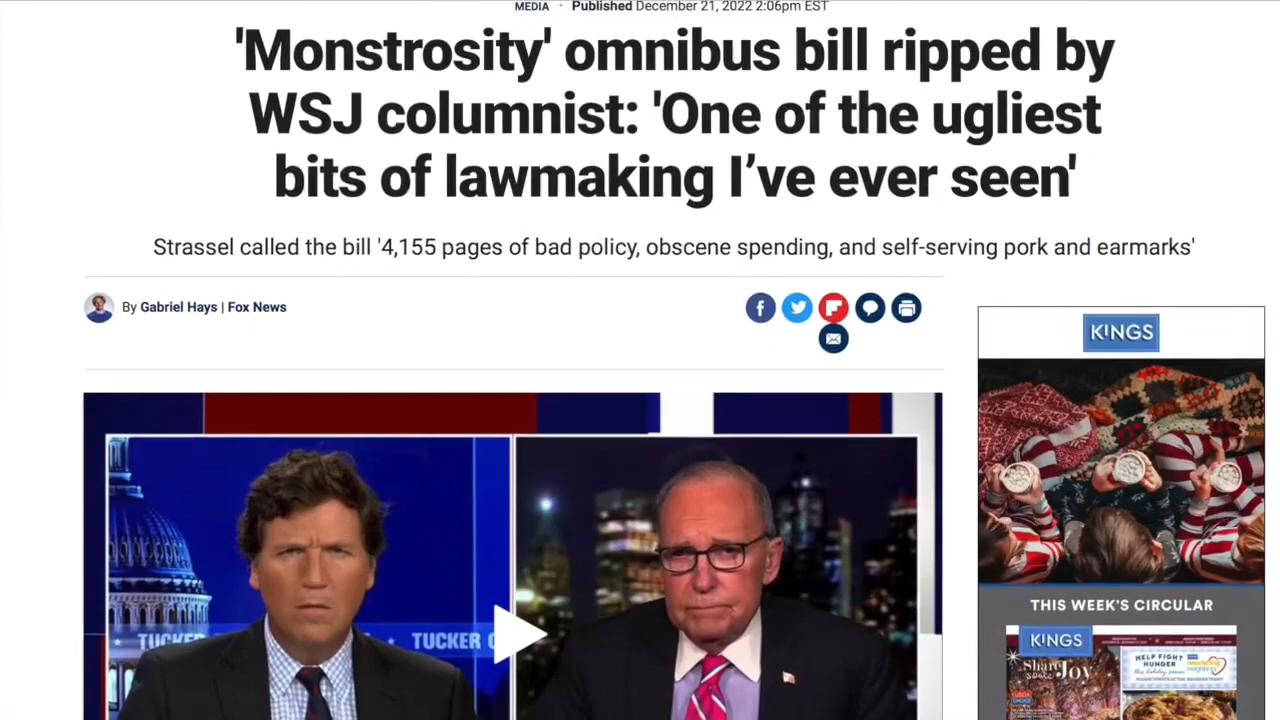 MEDIA · Published December 21, 2022 2:06pm EST
'Monstrosity' omnibus bill ripped by
WSJ columnist: 'One of the ugliest
bits of lawmaking I’ve ever seen'
Strassel called the bill '4,155 pages of bad policy, obscene spending, and self-serving pork and earmarks'
By Gabriel Hays | Fox News
KINGS
TUCKER
TUCKER
THIS WEEK'S CIRCULAR
KINGS
HELP FIGHT
HUNGER
Share
Joy